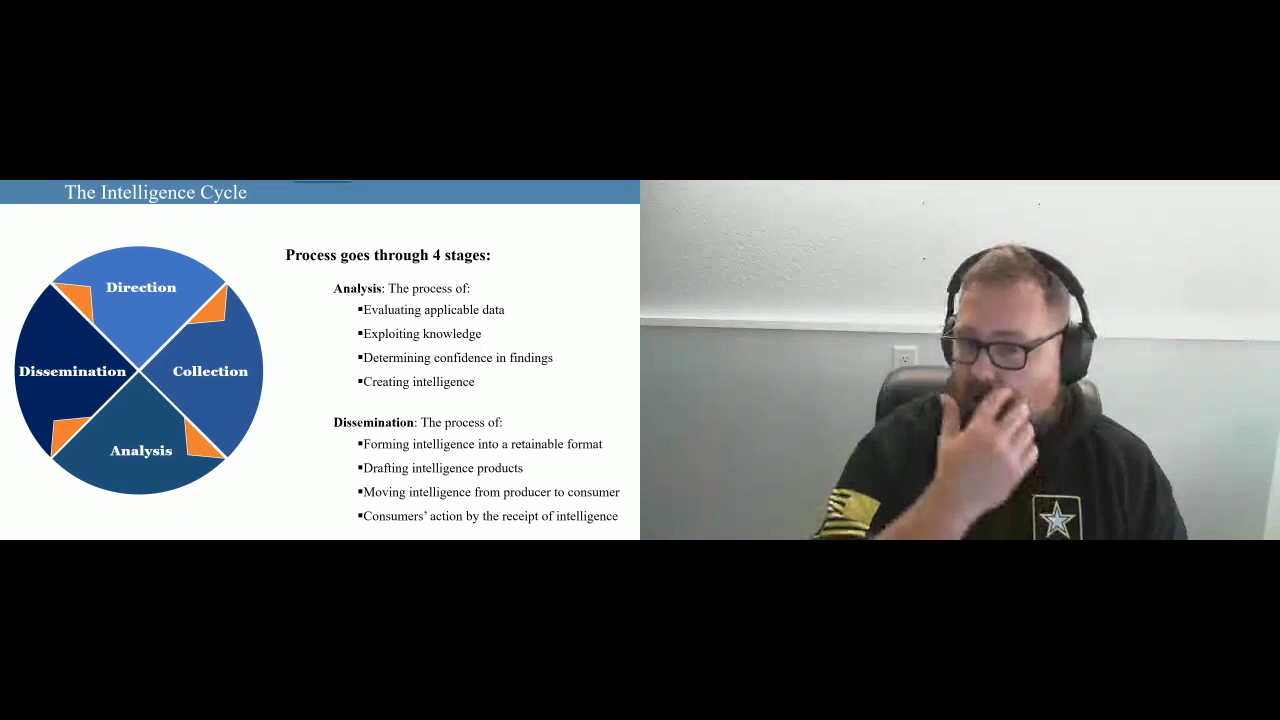 The Intelligence Cycle
Process goes through 4 stages:
Direction
Analysis: The process of:
▪Evaluating applicable data
▪Exploiting knowledge
▪Determining confidence in findings
Dissemination
Collection
▪Creating intelligence
Dissemination: The process of:
▪Forming intelligence into a retainable format
Analysis
▪Drafting intelligence products
▪Moving intelligence from producer to consumer
▪Consumers' action by the receipt of intelligence